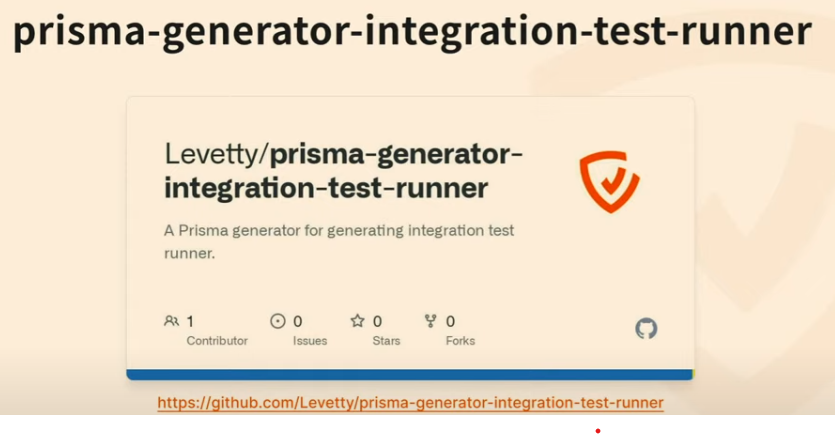 prisma-generator-integration-test-runner
Levetty/prisma-generator-
integration-test-runner
A Prisma generator for generating integration test
runner.
1
Contributor
0
Issues
0
Stars
0
Forks
https://github.com/Levetty/prisma-generator-integration-test-runner